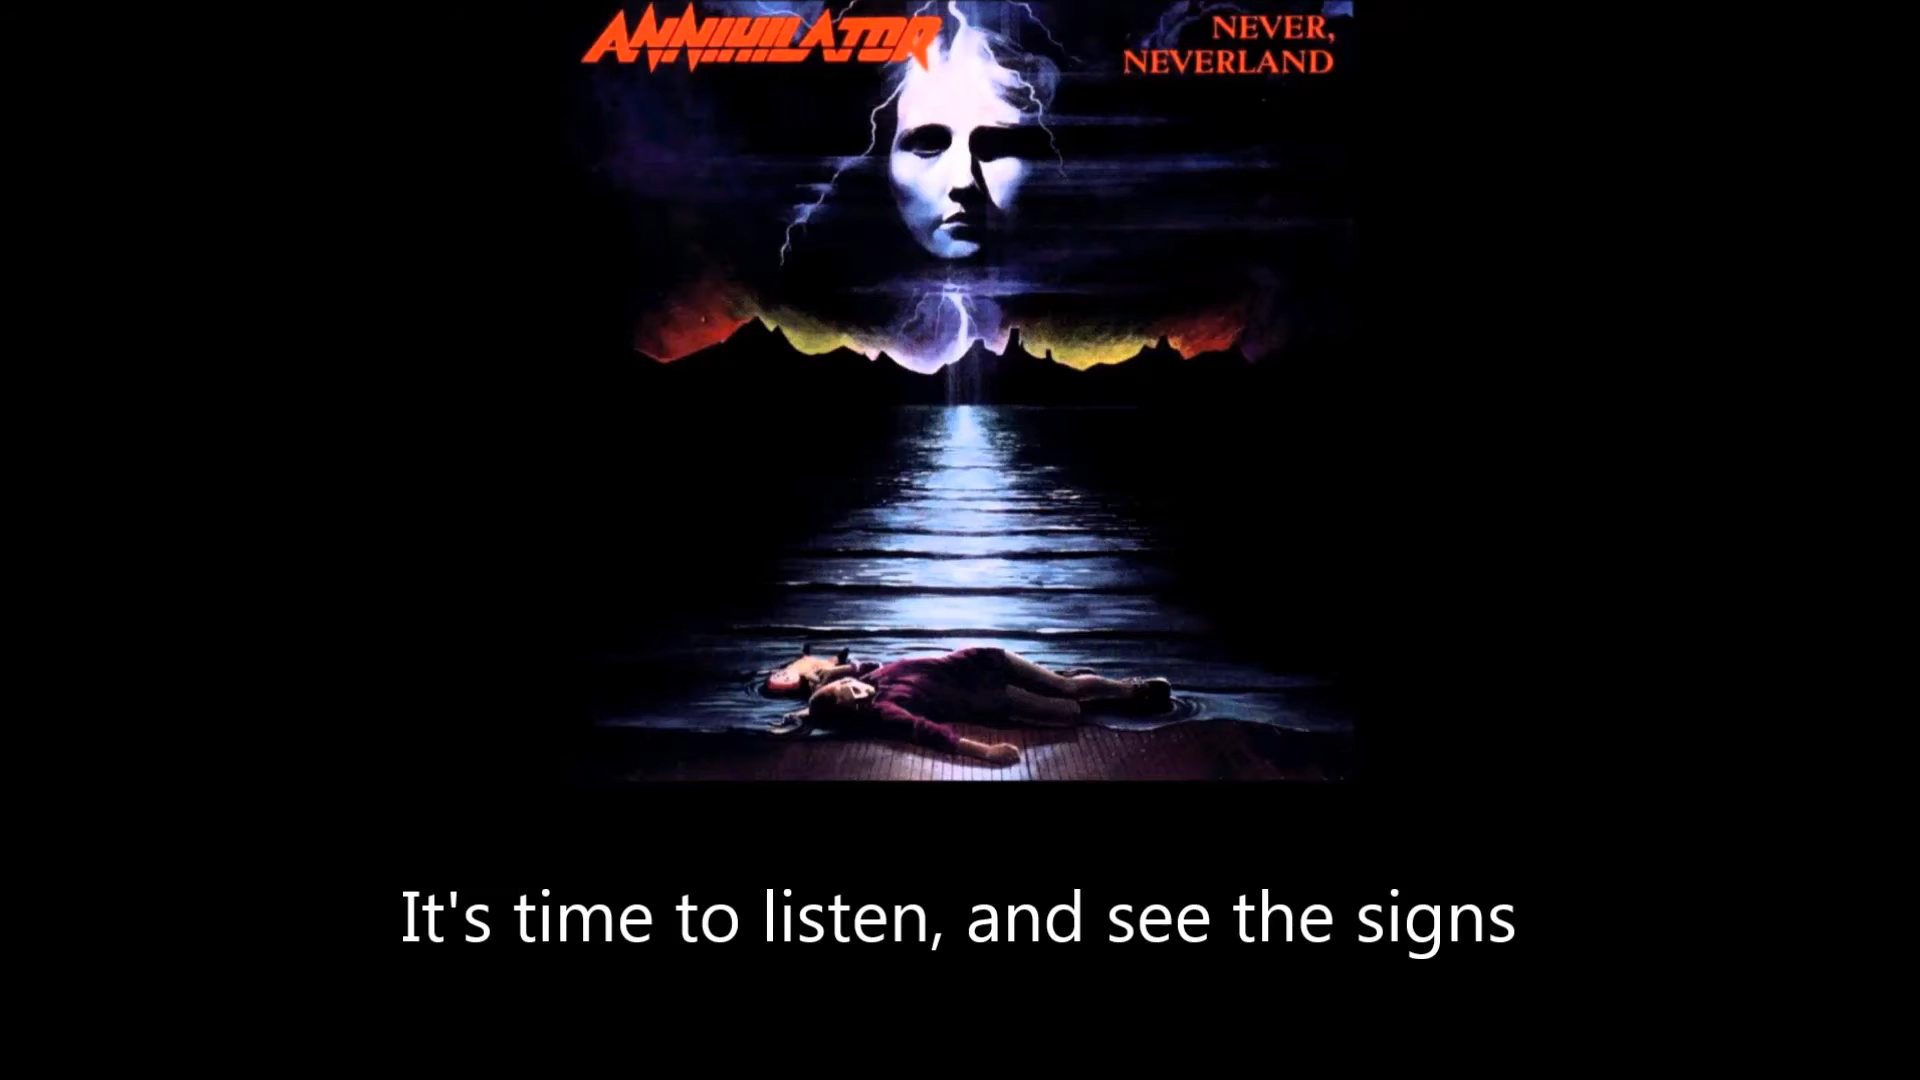 ANNIHILATOR
NEVER,
NEVERLAND
It's time to listen, and see the signs